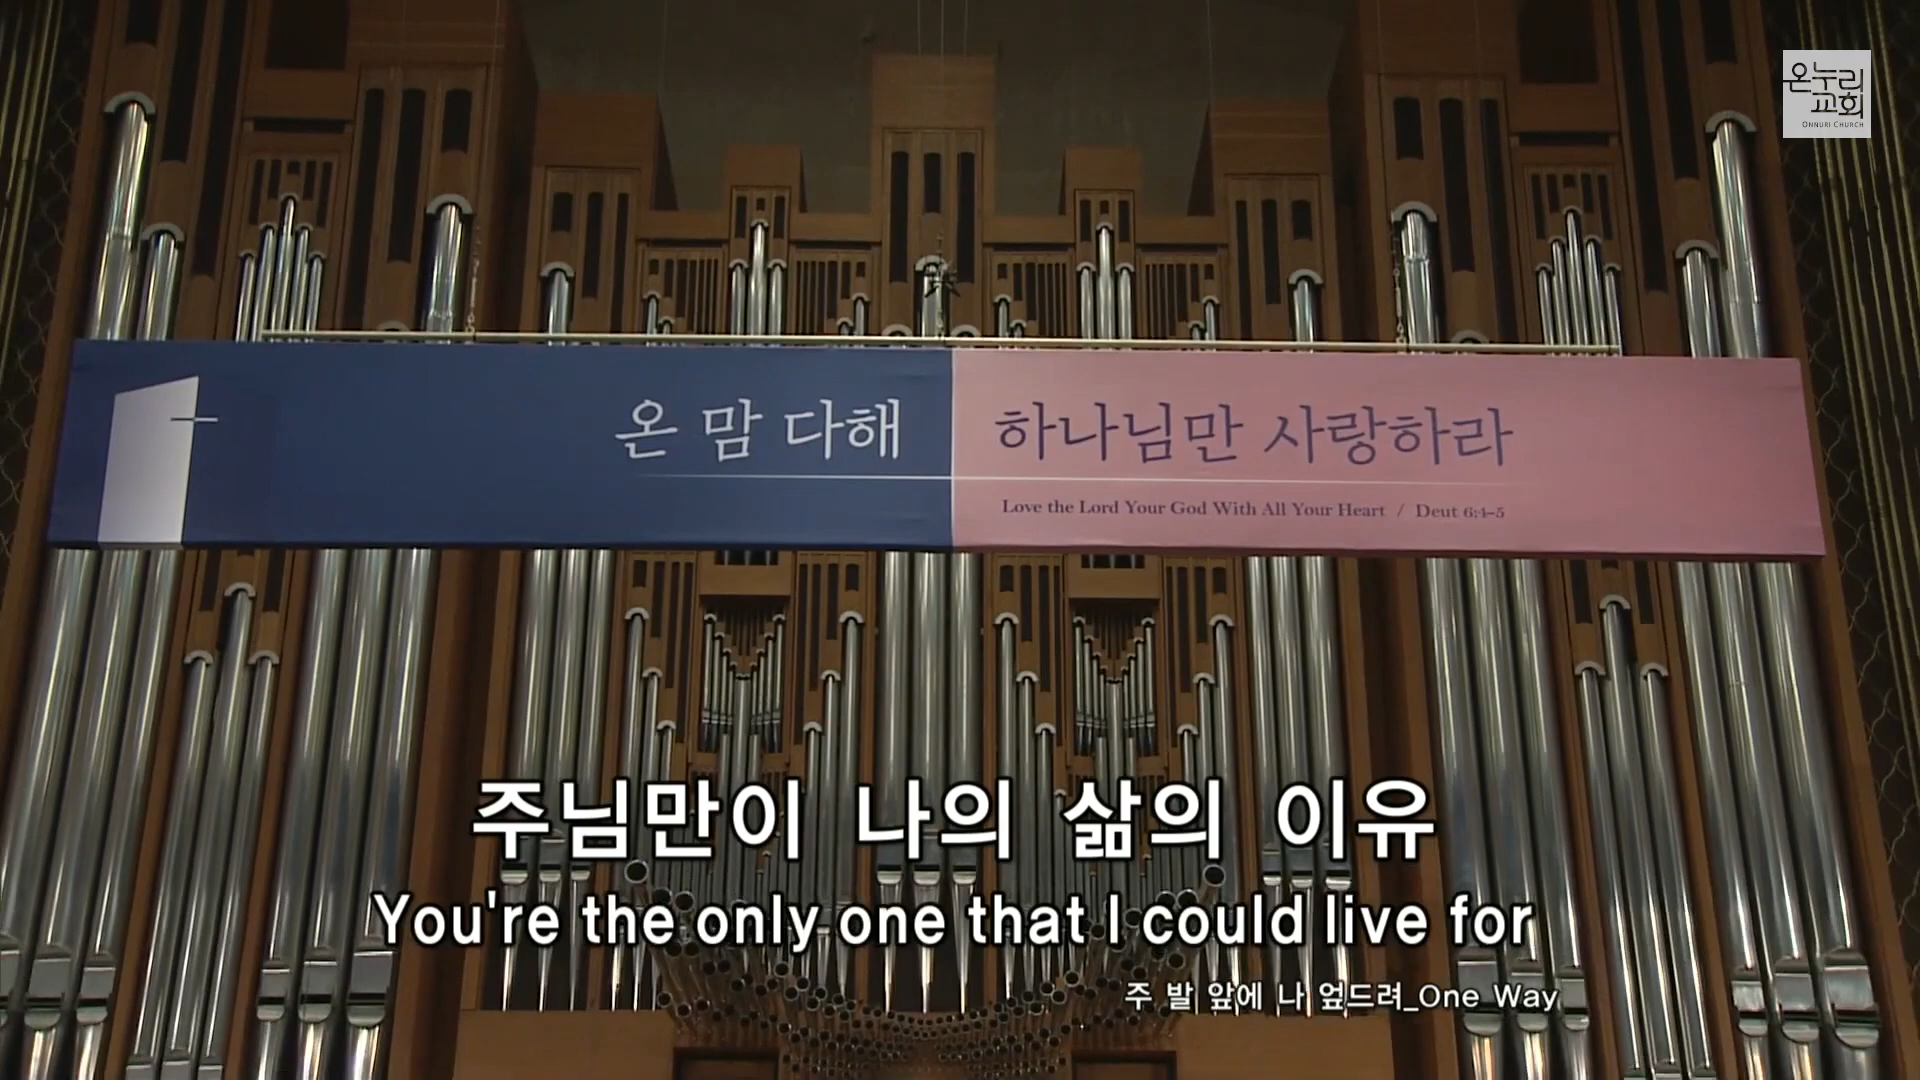 온누리
교회
ONNURI CHURCH
온 맘 다해 하나님만 사랑하라
Love the Lord Your God With All Your Heart / Deut 6:4–5
주님만이 나의 삶의 이유
You're the only one that I could live for
주 발 앞에 나 엎드려_One Way